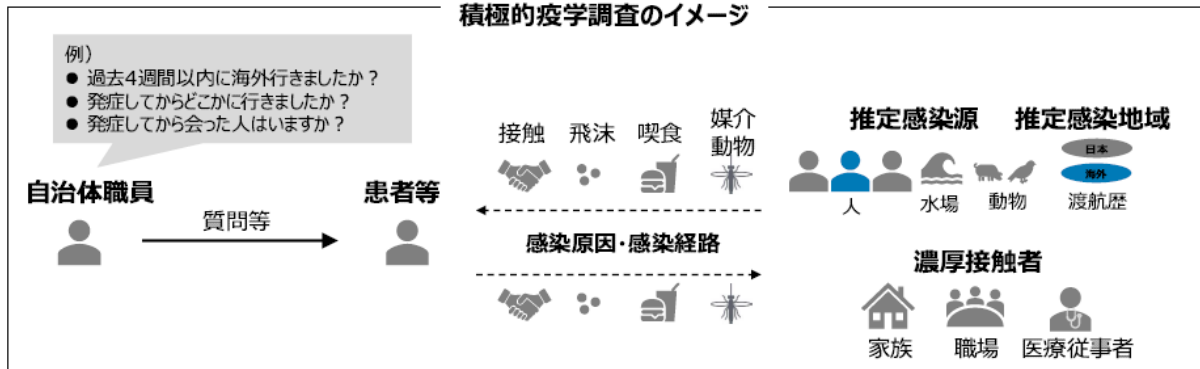 積極的疫学調査のイメージ
例）
● 過去４週間以内に海外行きましたか？
● 発症してからどこかに行きましたか？
● 発症してから会った人はいますか？
自治体職員
質問等
患者等
接触
飛沫
喫食
媒介
動物
感染原因・感染経路
推定感染源
人
水場
動物
推定感染地域
日本
海外
渡航歴
濃厚接触者
家族
職場
医療従事者